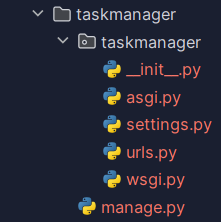 taskmanager
taskmanager
__init__.py
asgi.py
settings.py
urls.py
wsgi.py
manage.py